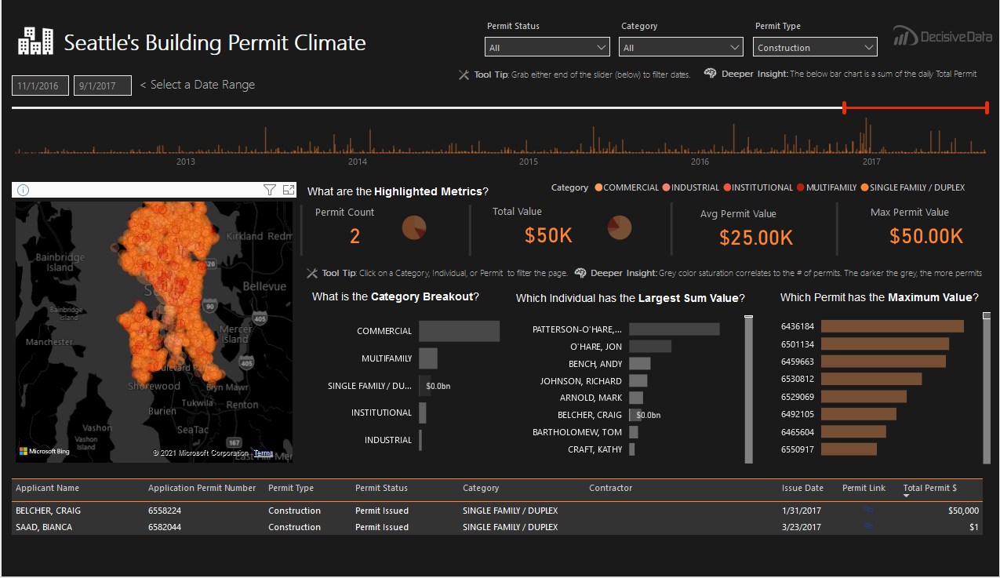 Seattle's Building Permit Climate
Permit Status
Category
Permit Type
All
All
Construction
DecisiveData
11/1/2016
9/1/2017
< Select a Date Range
Tool Tip: Grab either end of the slider (below) to filter dates.
Deeper Insight: The below bar chart is a sum of the daily Total Permit
2013
2014
2015
2016
2017
What are the Highlighted Metrics?
Category
COMMERCIAL
INDUSTRIAL
INSTITUTIONAL
MULTIFAMILY
SINGLE FAMILY / DUPLEX
Permit Count
2
Total Value
$50K
Avg Permit Value
$25.00K
Max Permit Value
$50.00K
Kirkland Redm
Bainbridge
Island
520
Bellevue
Bainbridge
Island
90
405
Mercer
Island
Manchester
405
Boulevard Park
Shorewood
Bryn Mawr
Tukwila
Renton
Burien
Vashon
SeaTac
Vashon
Island
167
East Hill Mer
Microsoft Bing
© 2021 Microsoft Corporation Terms
Tool Tip: Click on a Category, Individual, or Permit to filter the page.
Deeper Insight: Grey color saturation correlates to the # of permits. The darker the grey, the more permits
What is the Category Breakout?
COMMERCIAL
MULTIFAMILY
SINGLE FAMILY / DU...
$0.0bn
INSTITUTIONAL
INDUSTRIAL
Which Individual has the Largest Sum Value?
PATTERSON-O'HARE,...
O'HARE, JON
BENCH, ANDY
JOHNSON, RICHARD
ARNOLD, MARK
BELCHER, CRAIG
$0.0bn
BARTHOLOMEW, TOM
CRAFT, KATHY
Which Permit has the Maximum Value?
6436184
6501134
6459663
6530812
6529069
6492105
6465604
6550917
Applicant Name Application Permit Number Permit Type Permit Status Category Contractor Issue Date Permit Link Total Permit $
BELCHER, CRAIG 6558224 Construction Permit Issued SINGLE FAMILY / DUPLEX 1/31/2017 $50,000
SAAD, BIANCA 6582044 Construction Permit Issued SINGLE FAMILY / DUPLEX 3/23/2017 $1